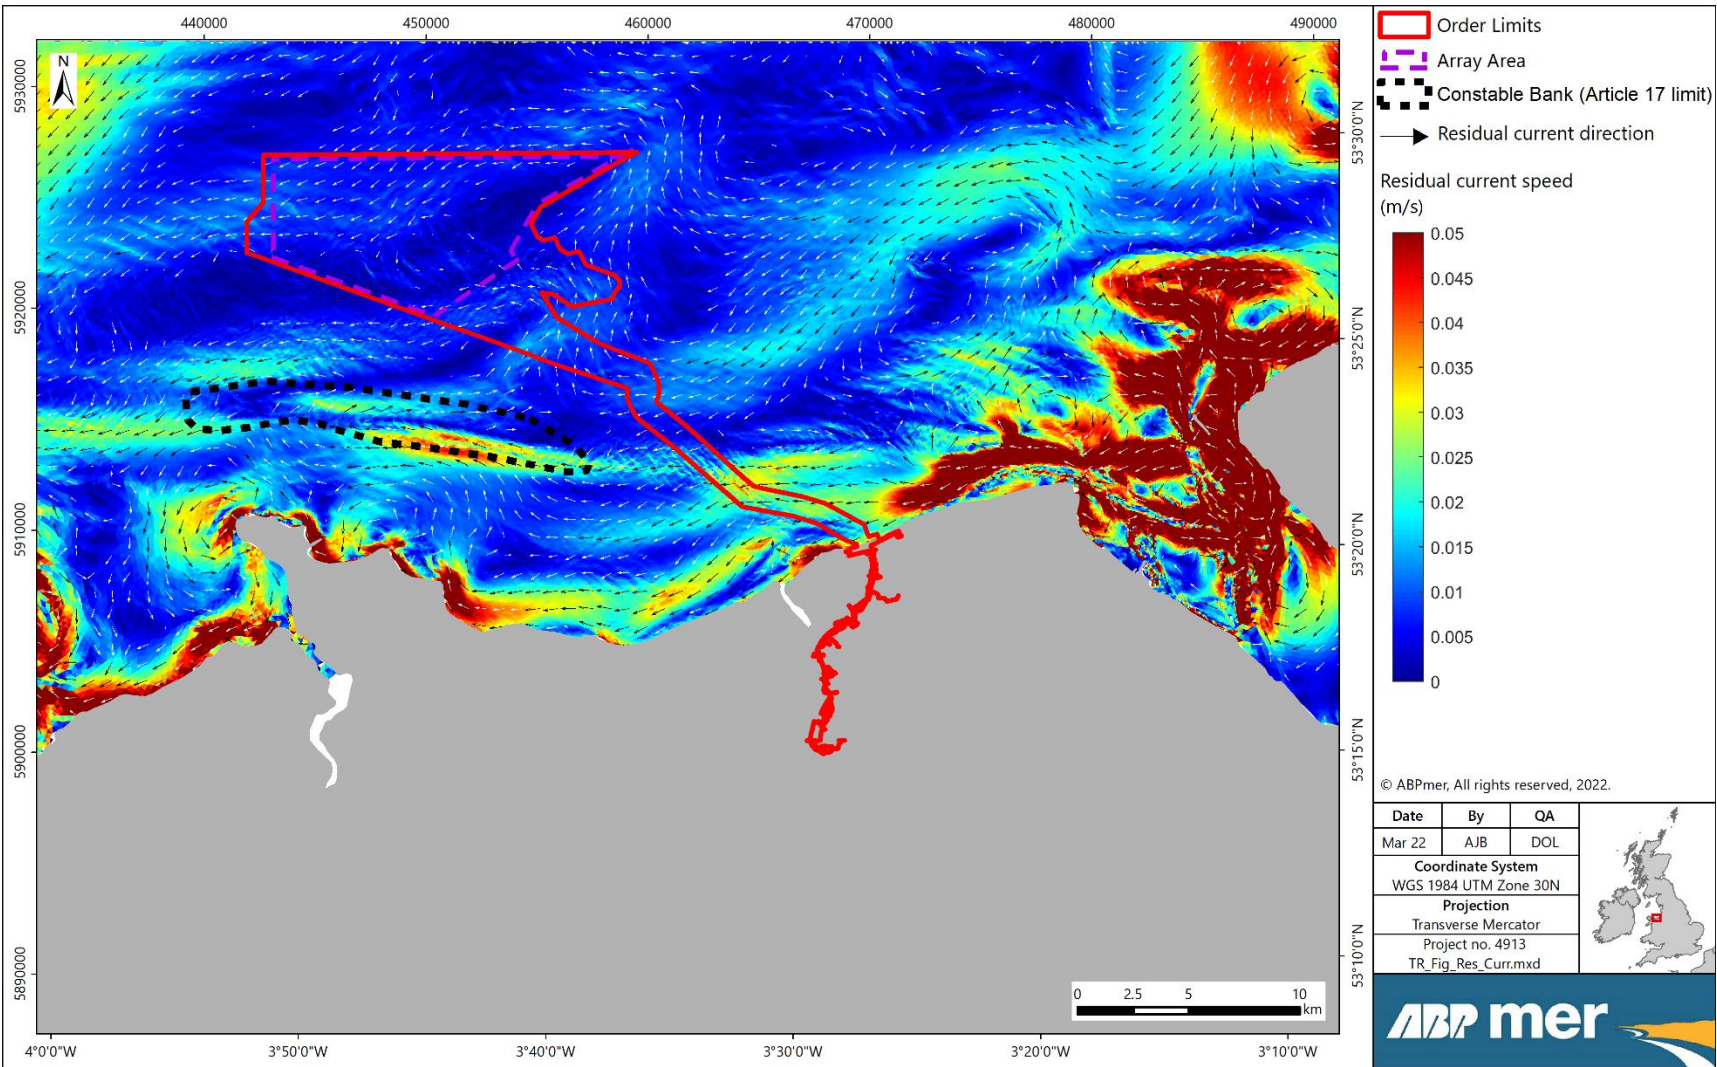 440000 450000 460000 470000 480000 490000
5930000
5920000
5910000
5900000
5890000
N
53°30'0"N
53°25'0"N
53°20'0"N
53°15'0"N
53°10'0"N
4°0'0"W 3°50'0"W 3°40'0"W 3°30'0"W 3°20'0"W 3°10'0"W
0 2.5 5 10
km
Order Limits
Array Area
Constable Bank (Article 17 limit)
Residual current direction
Residual current speed
(m/s)
0.05
0.045
0.04
0.035
0.03
0.025
0.02
0.015
0.01
0.005
0
© ABPmer, All rights reserved, 2022.
Date By QA
Mar 22 AJB DOL
Coordinate System
WGS 1984 UTM Zone 30N
Projection
Transverse Mercator
Project no. 4913
TR_Fig_Res_Curr.mxd
ABP mer